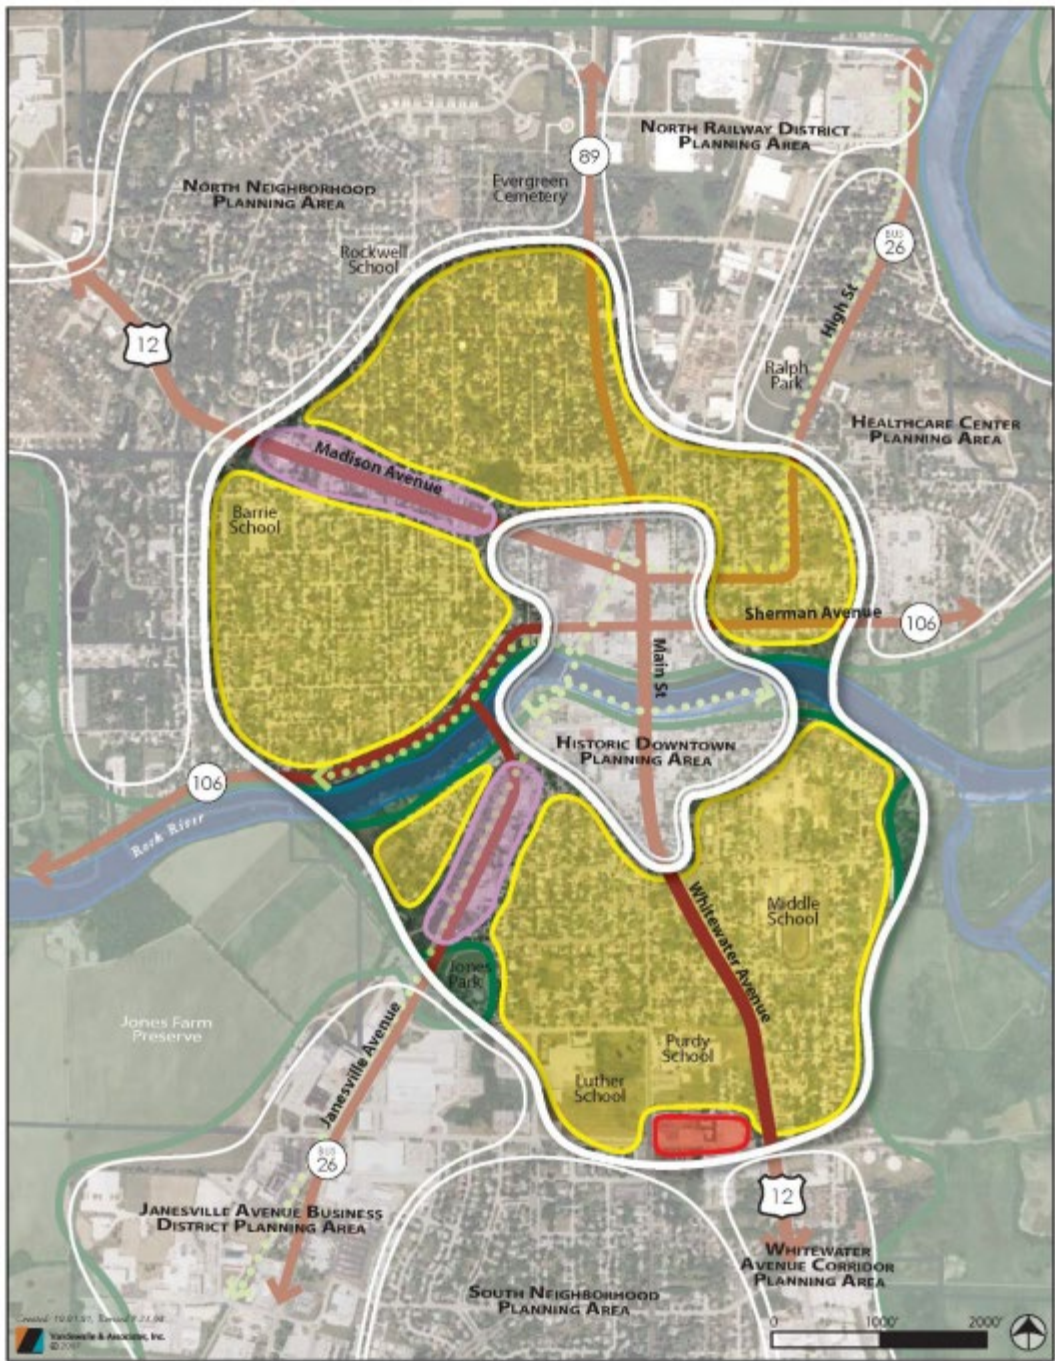 NORTH RAILWAY DISTRICT
PLANNING AREA
89
Evergreen
Cemetery
NORTH NEIGHBORHOOD
PLANNING AREA
BUS
26
Rockwell
School
High St
12
Ralph
Park
HEALTHCARE CENTER
PLANNING AREA
Madison Avenue
Barrie
School
Sherman Avenue
106
Main St
HISTORIC DOWNTOWN
PLANNING AREA
106
Rock River
Whitewater Avenue
Middle
School
Jones
Park
Jones Farm
Preserve
Janesville Avenue
Purdy
School
Luther
School
BUS
26
12
JANESVILLE AVENUE BUSINESS
DISTRICT PLANNING AREA
WHITEWATER
AVENUE CORRIDOR
PLANNING AREA
SOUTH NEIGHBORHOOD
PLANNING AREA
Vandewalle & Associates, Inc.
© 2007
0 1000' 2000'